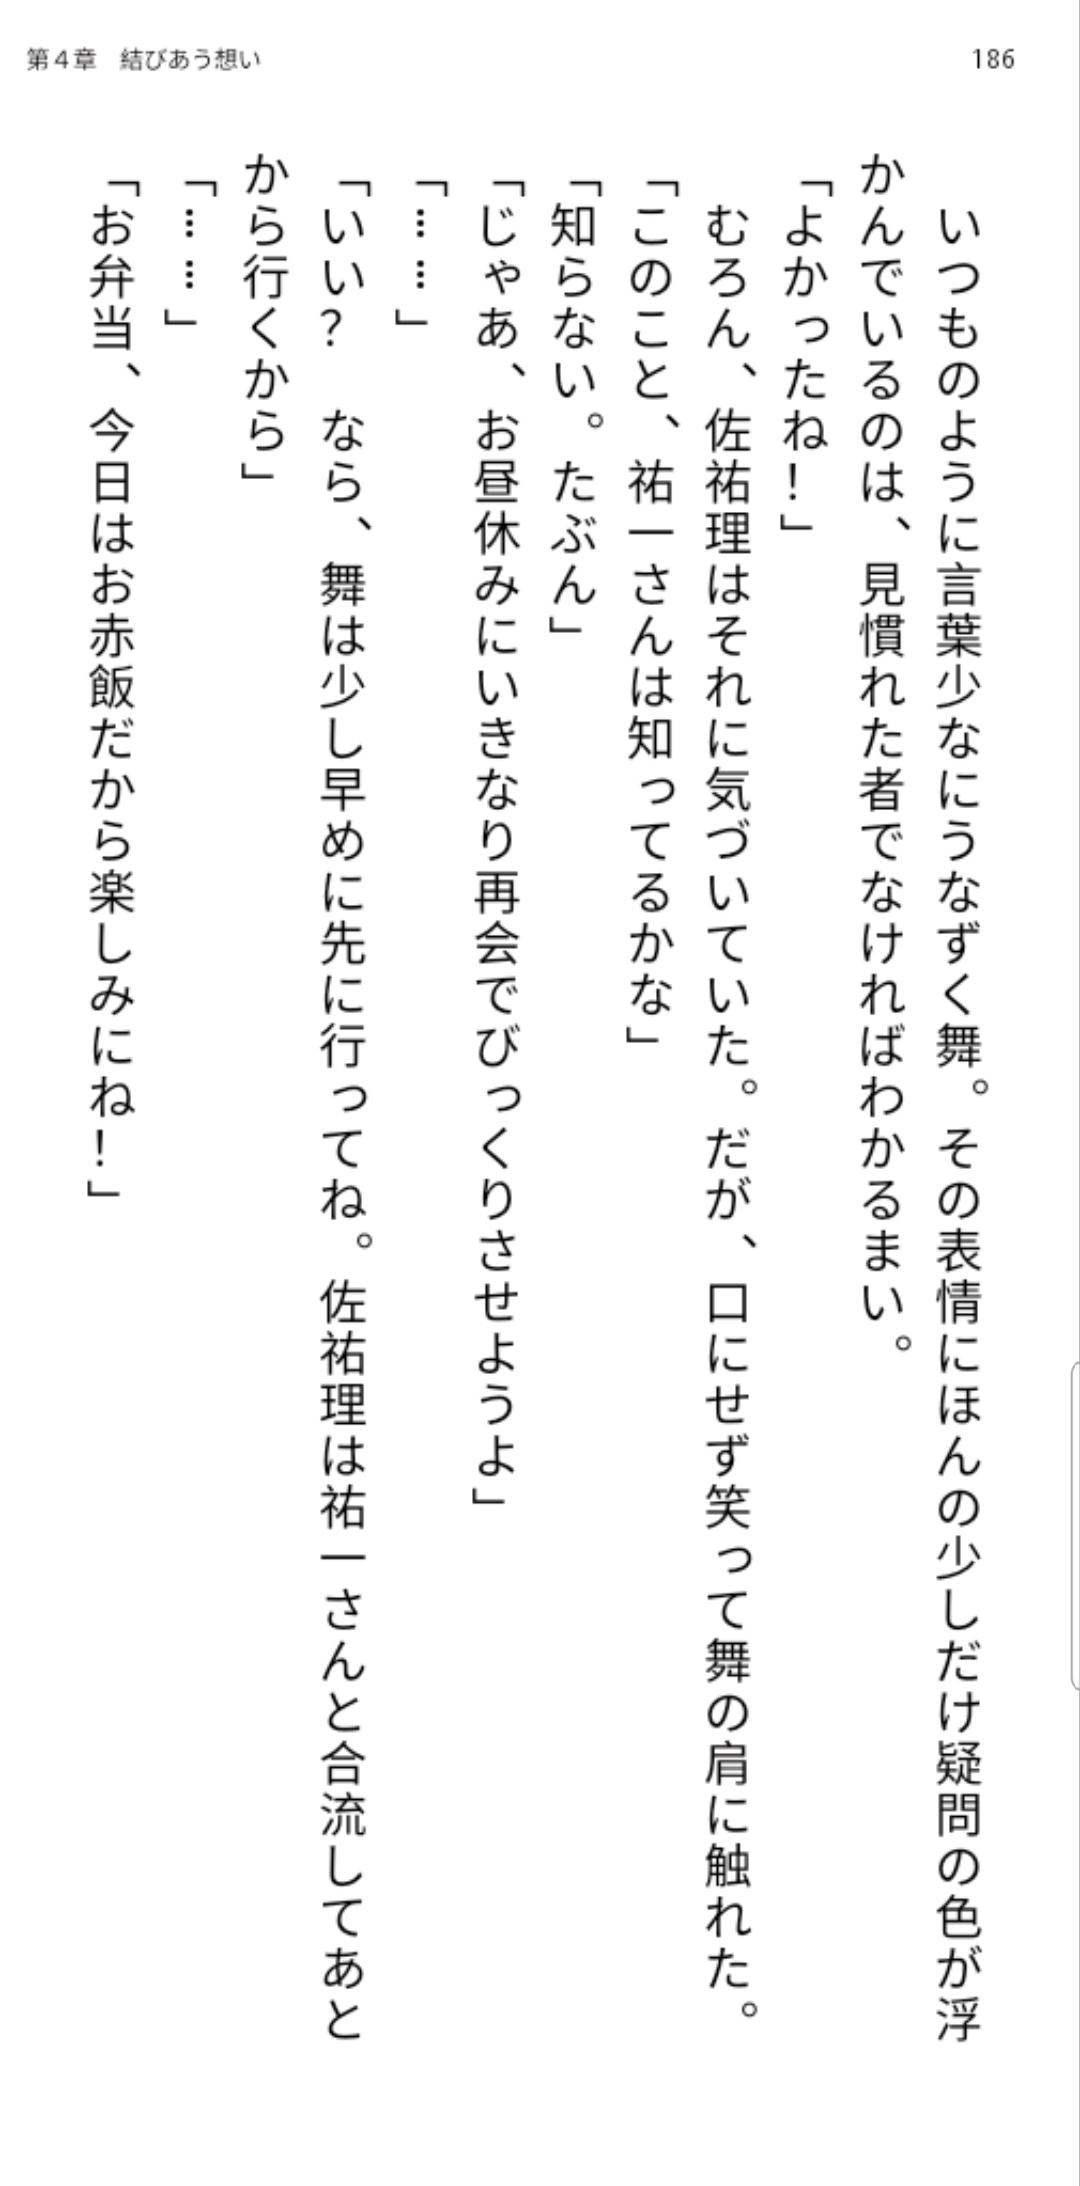 第４章　結びあう想い
186
　いつものように言葉少なにうなずく舞。その表情にほんの少しだけ疑問の色が浮
かんでいるのは、見慣れた者でなければわかるまい。
「よかったね！」
　むろん、佐祐理はそれに気づいていた。だが、口にせず笑って舞の肩に触れた。
「このこと、祐一さんは知ってるかな」
「知らない。たぶん」
「じゃあ、お昼休みにいきなり再会でびっくりさせようよ」
「……」
「いい？　なら、舞は少し早めに先に行ってね。佐祐理は祐一さんと合流してあと
から行くから」
「……」
「お弁当、今日はお赤飯だから楽しみにね！」